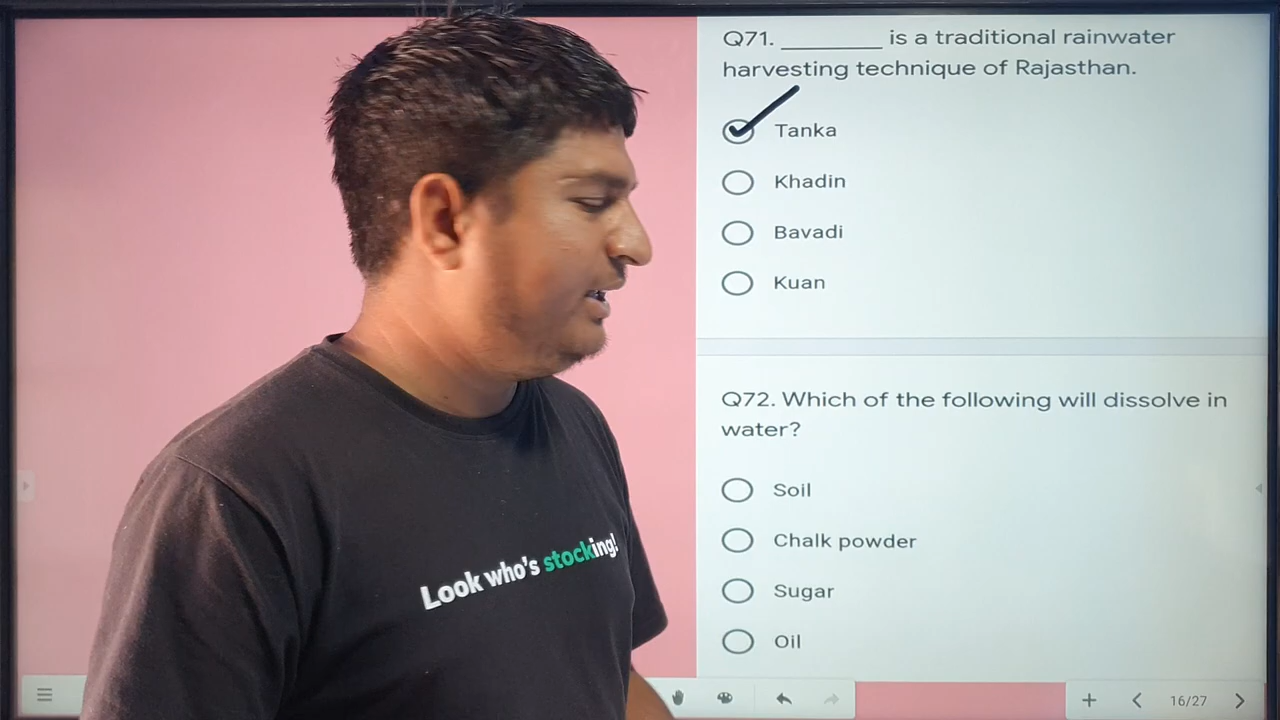 Q71. ________ is a traditional rainwater
harvesting technique of Rajasthan.
Tanka
Khadin
Bavadi
Kuan
Q72. Which of the following will dissolve in
water?
Soil
Chalk powder
Sugar
Oil
Look who's stocking!
16/27